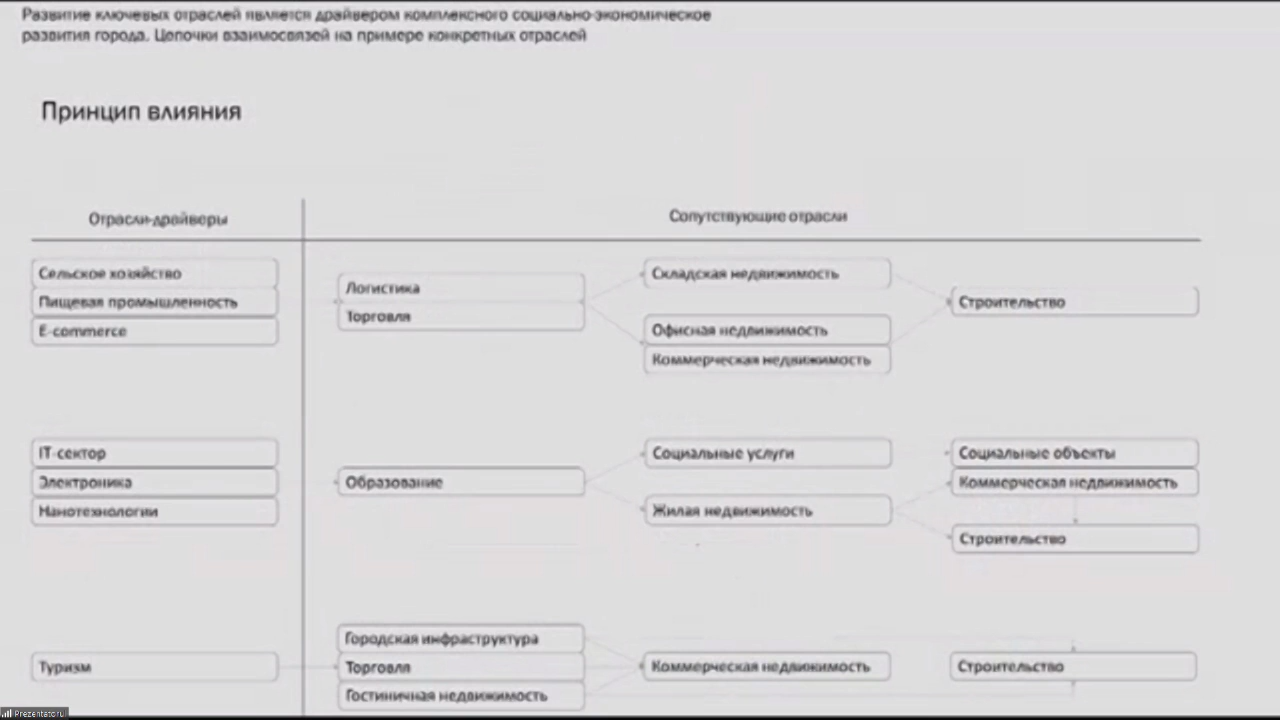 Развитие ключевых отраслей является драйвером комплексного социально-экономическое
развития города. Цепочки взаимосвязей на примере конкретных отраслей
Принцип влияния
Отрасли-драйверы
Сопутствующие отрасли
Сельское хозяйство
Пищевая промышленность
E-commerce
Логистика
Торговля
Складская недвижимость
Офисная недвижимость
Коммерческая недвижимость
Строительство
IT-сектор
Электроника
Нанотехнологии
Образование
Социальные услуги
Жилая недвижимость
Социальные объекты
Коммерческая недвижимость
Строительство
Туризм
Городская инфраструктура
Торговля
Гостиничная недвижимость
Коммерческая недвижимость
Строительство